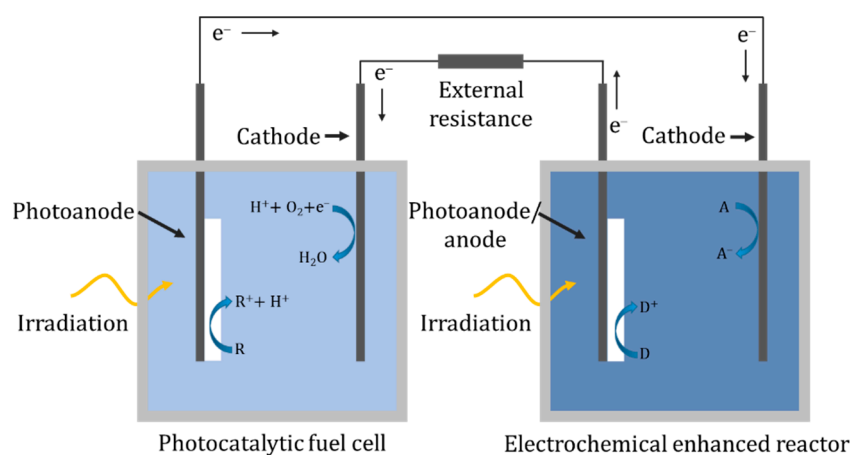 e⁻
e⁻
e⁻
External
resistance
e⁻
Cathode
Cathode
Photoanode
H⁺+ O₂+e⁻
H₂O
R⁺+ H⁺
R
Irradiation
Photoanode/
anode
A
A⁻
D⁺
D
Irradiation
Photocatalytic fuel cell
Electrochemical enhanced reactor